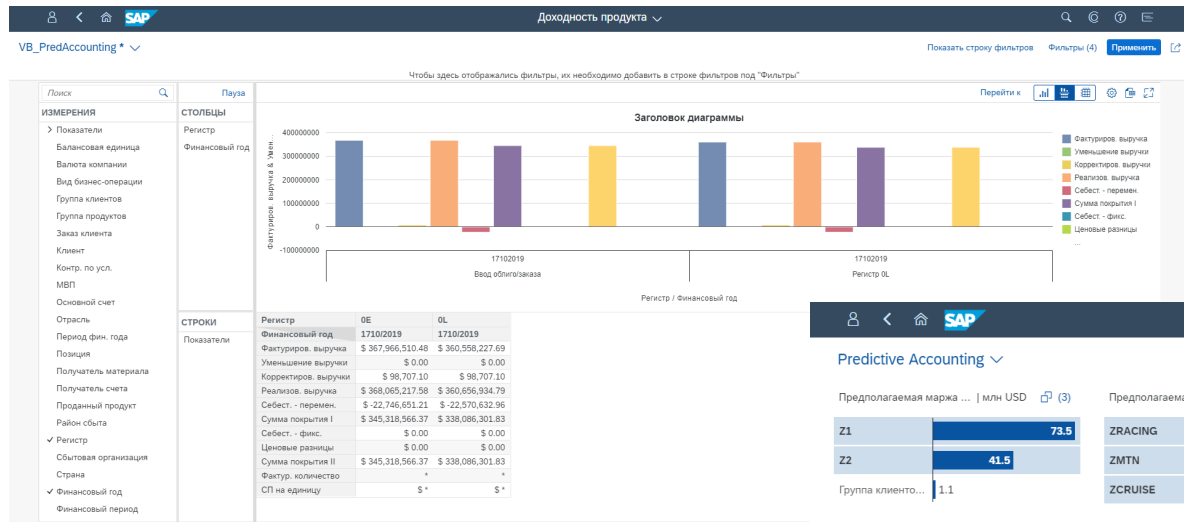 SAP
Доходность продукта
VB_PredAccounting *
Показать строку фильтров Фильтры (4) Применить
Чтобы здесь отображались фильтры, их необходимо добавить в строке фильтров под "Фильтры"
Поиск
Пауза
Перейти к
ИЗМЕРЕНИЯ
Показатели
Балансовая единица
Валюта компании
Вид бизнес-операции
Группа клиентов
Группа продуктов
Заказ клиента
Клиент
Контр. по усл.
МВП
Основной счет
Отрасль
Период фин. года
Позиция
Получатель материала
Получатель счета
Проданный продукт
Район сбыта
Регистр
Сбытовая организация
Страна
Финансовый год
Финансовый период
СТОЛБЦЫ
Регистр
Финансовый год
СТРОКИ
Показатели
Заголовок диаграммы
Фактуриров. выручка & Умен...
400000000
300000000
200000000
100000000
0
-100000000
17102019 17102019
Ввод облиго/заказа Регистр 0L
Регистр / Финансовый год
Фактуриров. выручка
Уменьшение выручки
Корректиров. выручки
Реализов. выручка
Себест. - перемен.
Сумма покрытия I
Себест. - фикс.
Ценовые разницы
...
Регистр 0E 0L
Финансовый год 1710/2019 1710/2019
Фактуриров. выручка $ 367,966,510.48 $ 360,558,227.69
Уменьшение выручки $ 0.00 $ 0.00
Корректиров. выручки $ 98,707.10 $ 98,707.10
Реализов. выручка $ 368,065,217.58 $ 360,656,934.79
Себест. - перемен. $ -22,746,651.21 $ -22,570,632.96
Сумма покрытия I $ 345,318,566.37 $ 338,086,301.83
Себест. - фикс. $ 0.00 $ 0.00
Ценовые разницы $ 0.00 $ 0.00
Сумма покрытия II $ 345,318,566.37 $ 338,086,301.83
Фактур. количество * *
СП на единицу $ * $ *
SAP
Predictive Accounting
Предполагаемая маржа ... | млн USD (3)
Z1 73.5
Z2 41.5
Группа клиенто... 1.1
Предполагаема
ZRACING
ZMTN
ZCRUISE